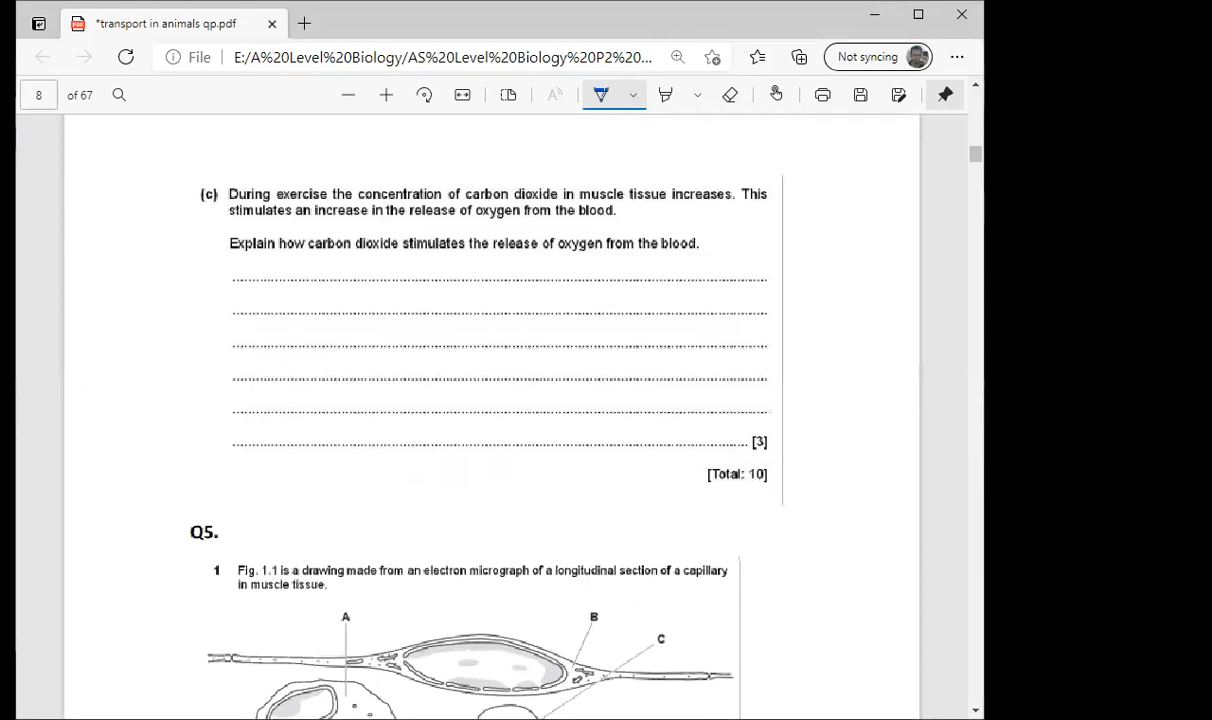 *transport in animals qp.pdf
File
E:/A%20Level%20Biology/AS%20Level%20Biology%20P2%20...
Not syncing
8
of 67
(c) During exercise the concentration of carbon dioxide in muscle tissue increases. This
stimulates an increase in the release of oxygen from the blood.
Explain how carbon dioxide stimulates the release of oxygen from the blood.
[3]
[Total: 10]
Q5.
1 Fig. 1.1 is a drawing made from an electron micrograph of a longitudinal section of a capillary
in muscle tissue.
A
B
C